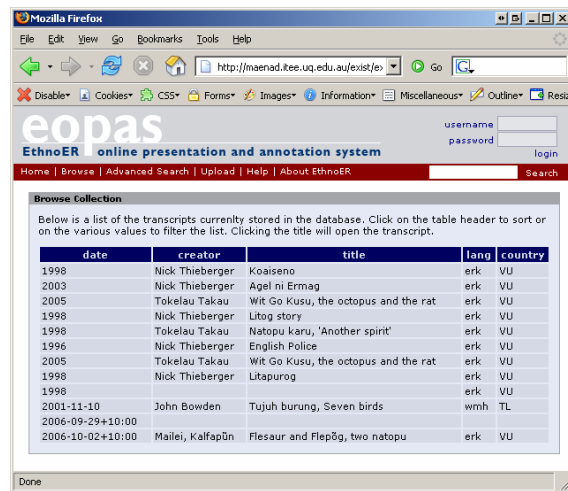 Mozilla Firefox
File Edit View Go Bookmarks Tools Help
http://maenad.itee.uq.edu.au/exist/e Go G
Disable Cookies CSS Forms Images Information Miscellaneous Outline Resiz
eopas username
password
EthnoER online presentation and annotation system login
Home | Browse | Advanced Search | Upload | Help | About EthnoER Search
Browse Collection
Below is a list of the transcripts currenlty stored in the database. Click on the table header to sort or
on the various values to filter the list. Clicking the title will open the transcript.
date creator title lang country
1998 Nick Thieberger Koaiseno erk VU
2003 Nick Thieberger Agel ni Ermag erk VU
2005 Tokelau Takau Wit Go Kusu, the octopus and the rat erk VU
1998 Nick Thieberger Litog story erk VU
1998 Tokelau Takau Natopu karu, 'Another spirit' erk VU
1996 Nick Thieberger English Police erk VU
2005 Tokelau Takau Wit Go Kusu, the octopus and the rat erk VU
1998 Nick Thieberger Litapurog erk VU
1998 erk VU
2001-11-10 John Bowden Tujuh burung, Seven birds wmh TL
2006-09-29+10:00
2006-10-02+10:00 Mailei, Kalfapũn Flesaur and Flepõg, two natopu erk VU
Done